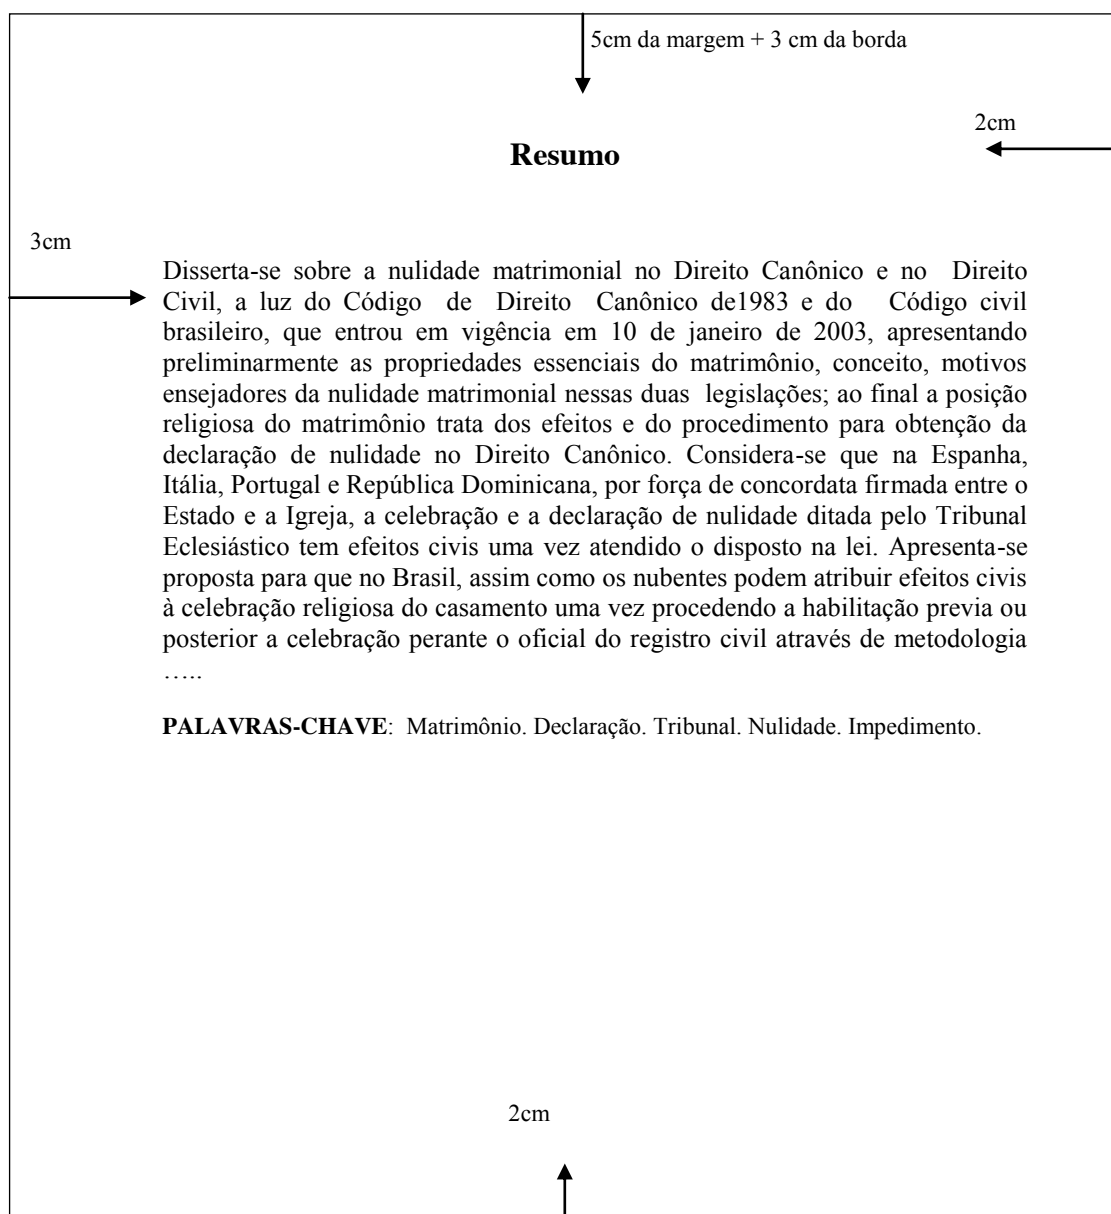 5cm da margem + 3 cm da borda
2cm
Resumo
3cm
Disserta-se sobre a nulidade matrimonial no Direito Canônico e no Direito
Civil, a luz do Código de Direito Canônico de1983 e do Código civil
brasileiro, que entrou em vigência em 10 de janeiro de 2003, apresentando
preliminarmente as propriedades essenciais do matrimônio, conceito, motivos
ensejadores da nulidade matrimonial nessas duas legislações; ao final a posição
religiosa do matrimônio trata dos efeitos e do procedimento para obtenção da
declaração de nulidade no Direito Canônico. Considera-se que na Espanha,
Itália, Portugal e República Dominicana, por força de concordata firmada entre o
Estado e a Igreja, a celebração e a declaração de nulidade ditada pelo Tribunal
Eclesiástico tem efeitos civis uma vez atendido o disposto na lei. Apresenta-se
proposta para que no Brasil, assim como os nubentes podem atribuir efeitos civis
à celebração religiosa do casamento uma vez procedendo a habilitação previa ou
posterior a celebração perante o oficial do registro civil através de metodologia
…..
PALAVRAS-CHAVE: Matrimônio. Declaração. Tribunal. Nulidade. Impedimento.
2cm